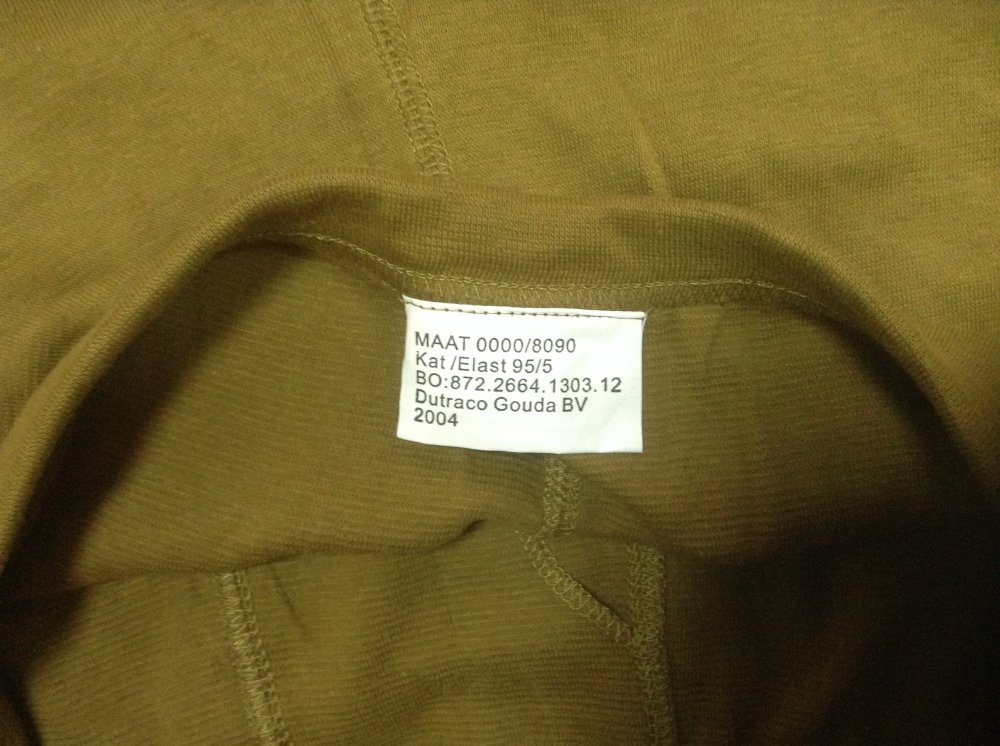 MAAT 0000/8090
Kat /Elast 95/5
BO:872.2664.1303.12
Dutraco Gouda BV
2004